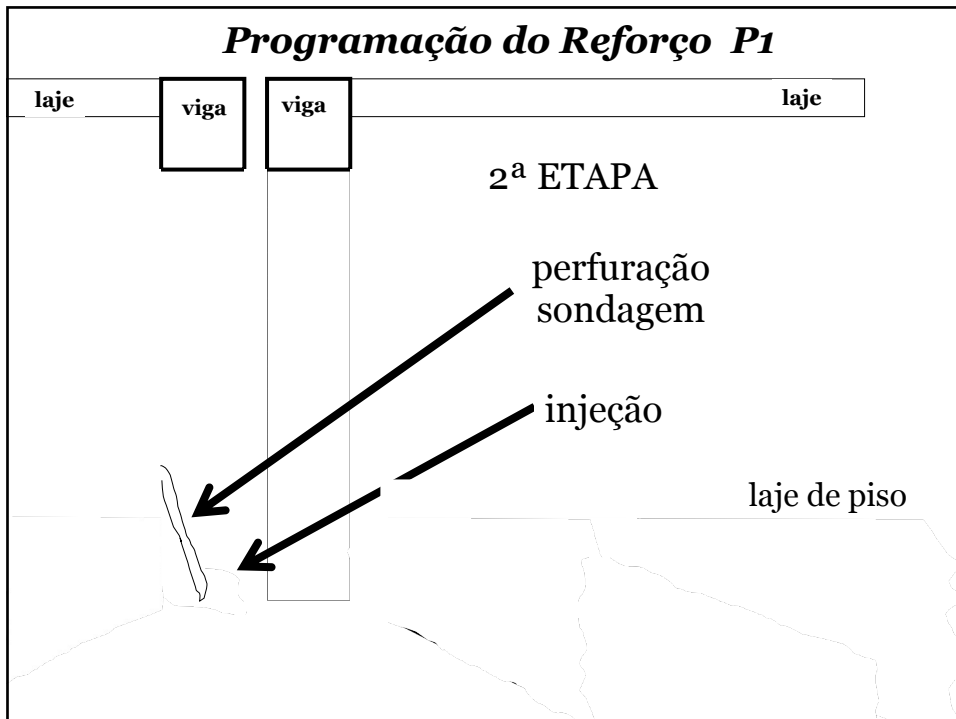 Programação do Reforço P1
laje
viga
viga
laje
2ª ETAPA
perfuração
sondagem
injeção
laje de piso